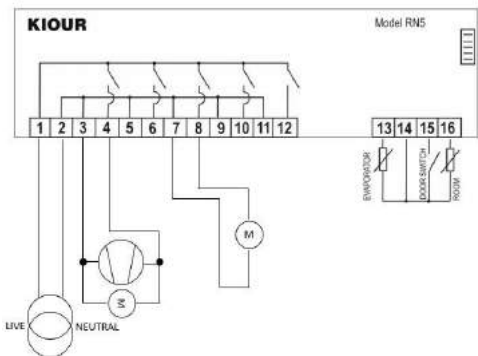 KIOUR Model RN5
1 2 3 4 5 6 7 8 9 10 11 12 13 14 15 16
EVAPORATOR DOOR SWITCH ROOM
M
M
LIVE NEUTRAL